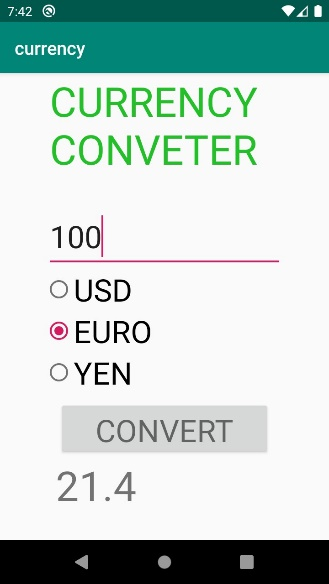 7:42
currency
CURRENCY
CONVETER
100
USD
EURO
YEN
CONVERT
21.4